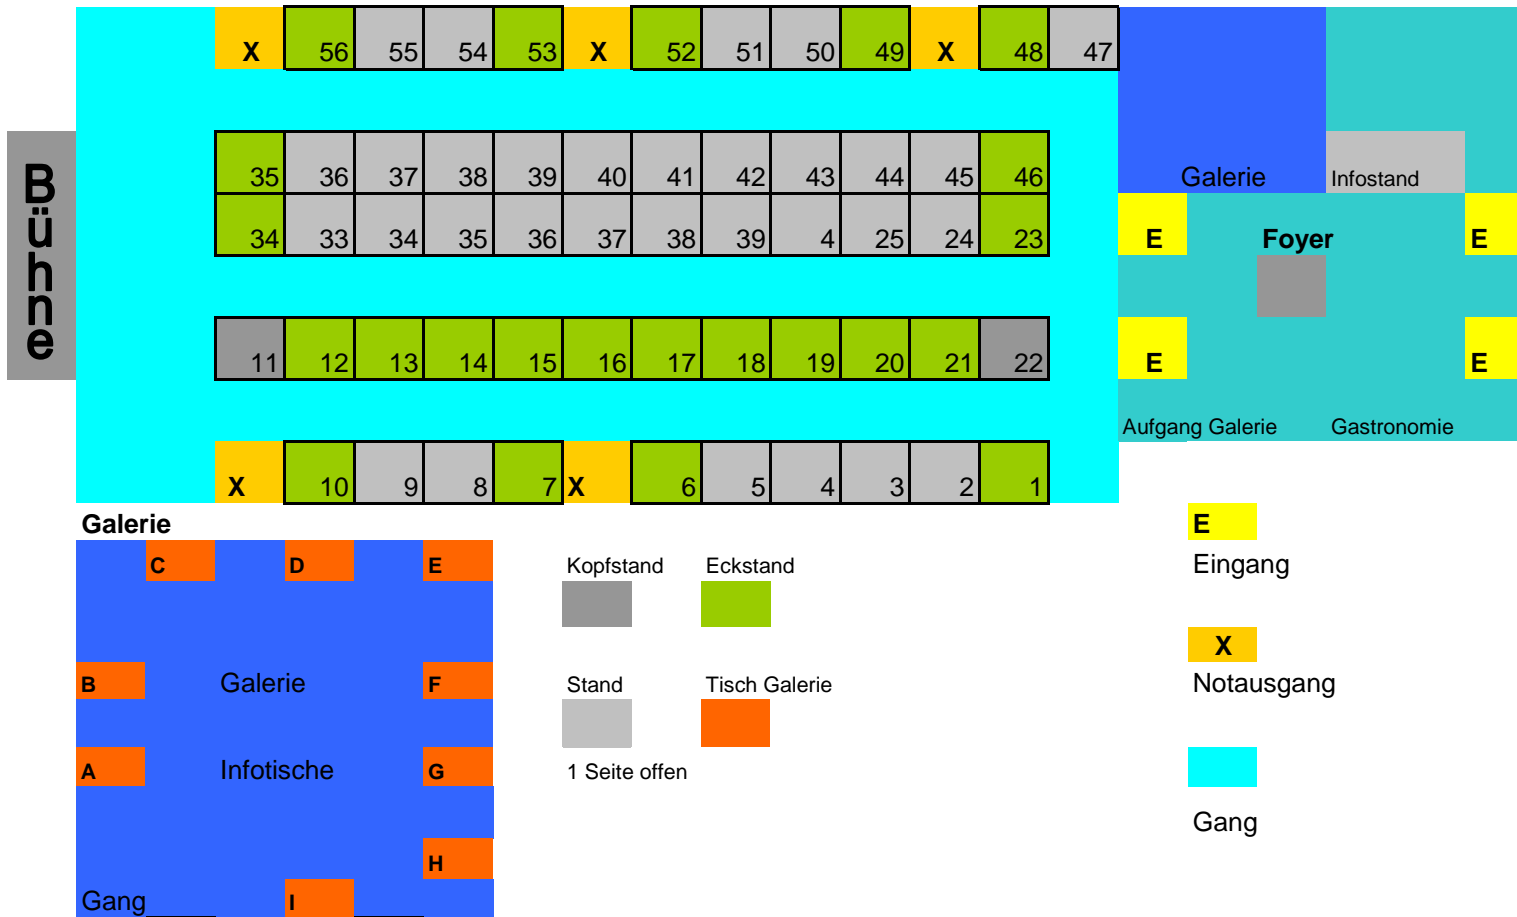 X 56 55 54 53 X 52 51 50 49 X 48 47
Bühne
35 36 37 38 39 40 41 42 43 44 45 46
Galerie Infostand
34 33 34 35 36 37 38 39 4 25 24 23
E Foyer E
11 12 13 14 15 16 17 18 19 20 21 22
E E
Aufgang Galerie Gastronomie
X 10 9 8 7 X 6 5 4 3 2 1
Galerie
C D E
B Galerie F
A Infotische G
H
Gang I
Kopfstand Eckstand
Stand Tisch Galerie
1 Seite offen
E
Eingang
X
Notausgang
Gang